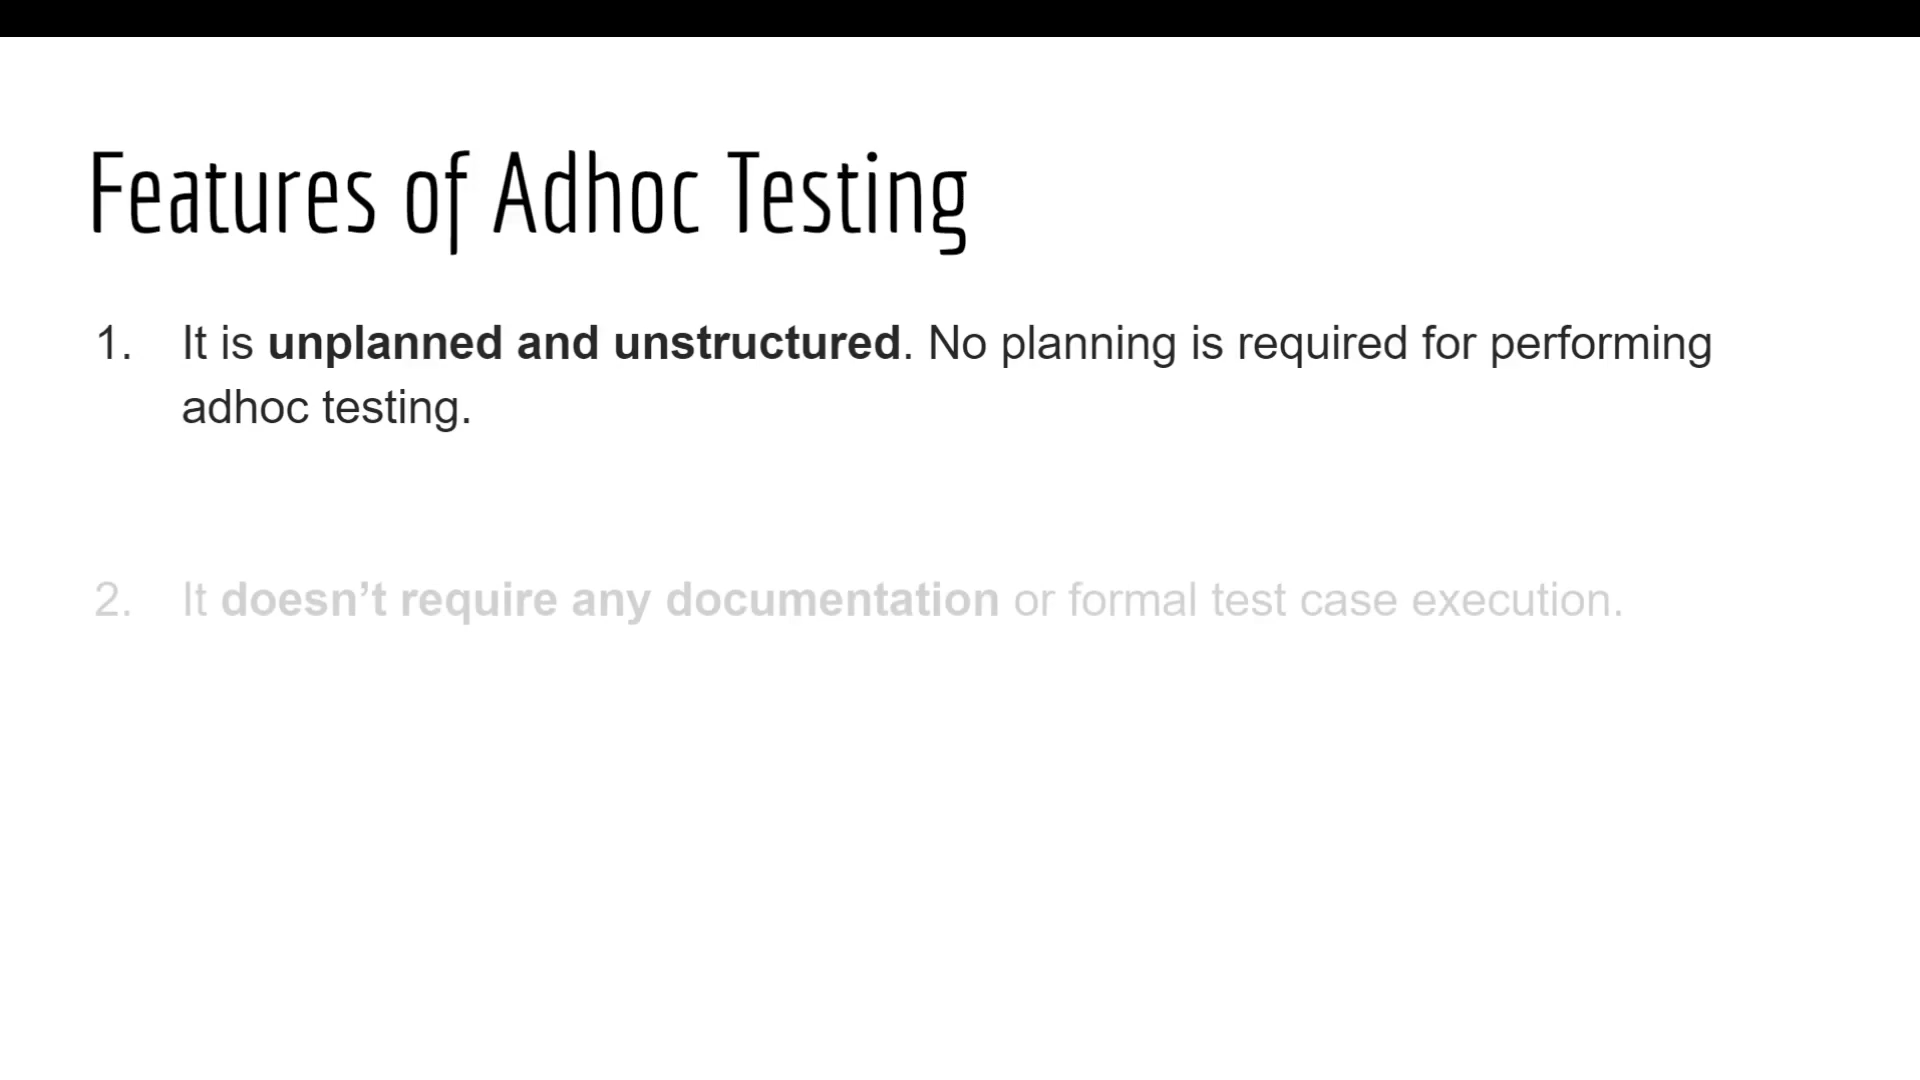 Features of Adhoc Testing
1. It is unplanned and unstructured. No planning is required for performing
adhoc testing.
2. It doesn’t require any documentation or formal test case execution.